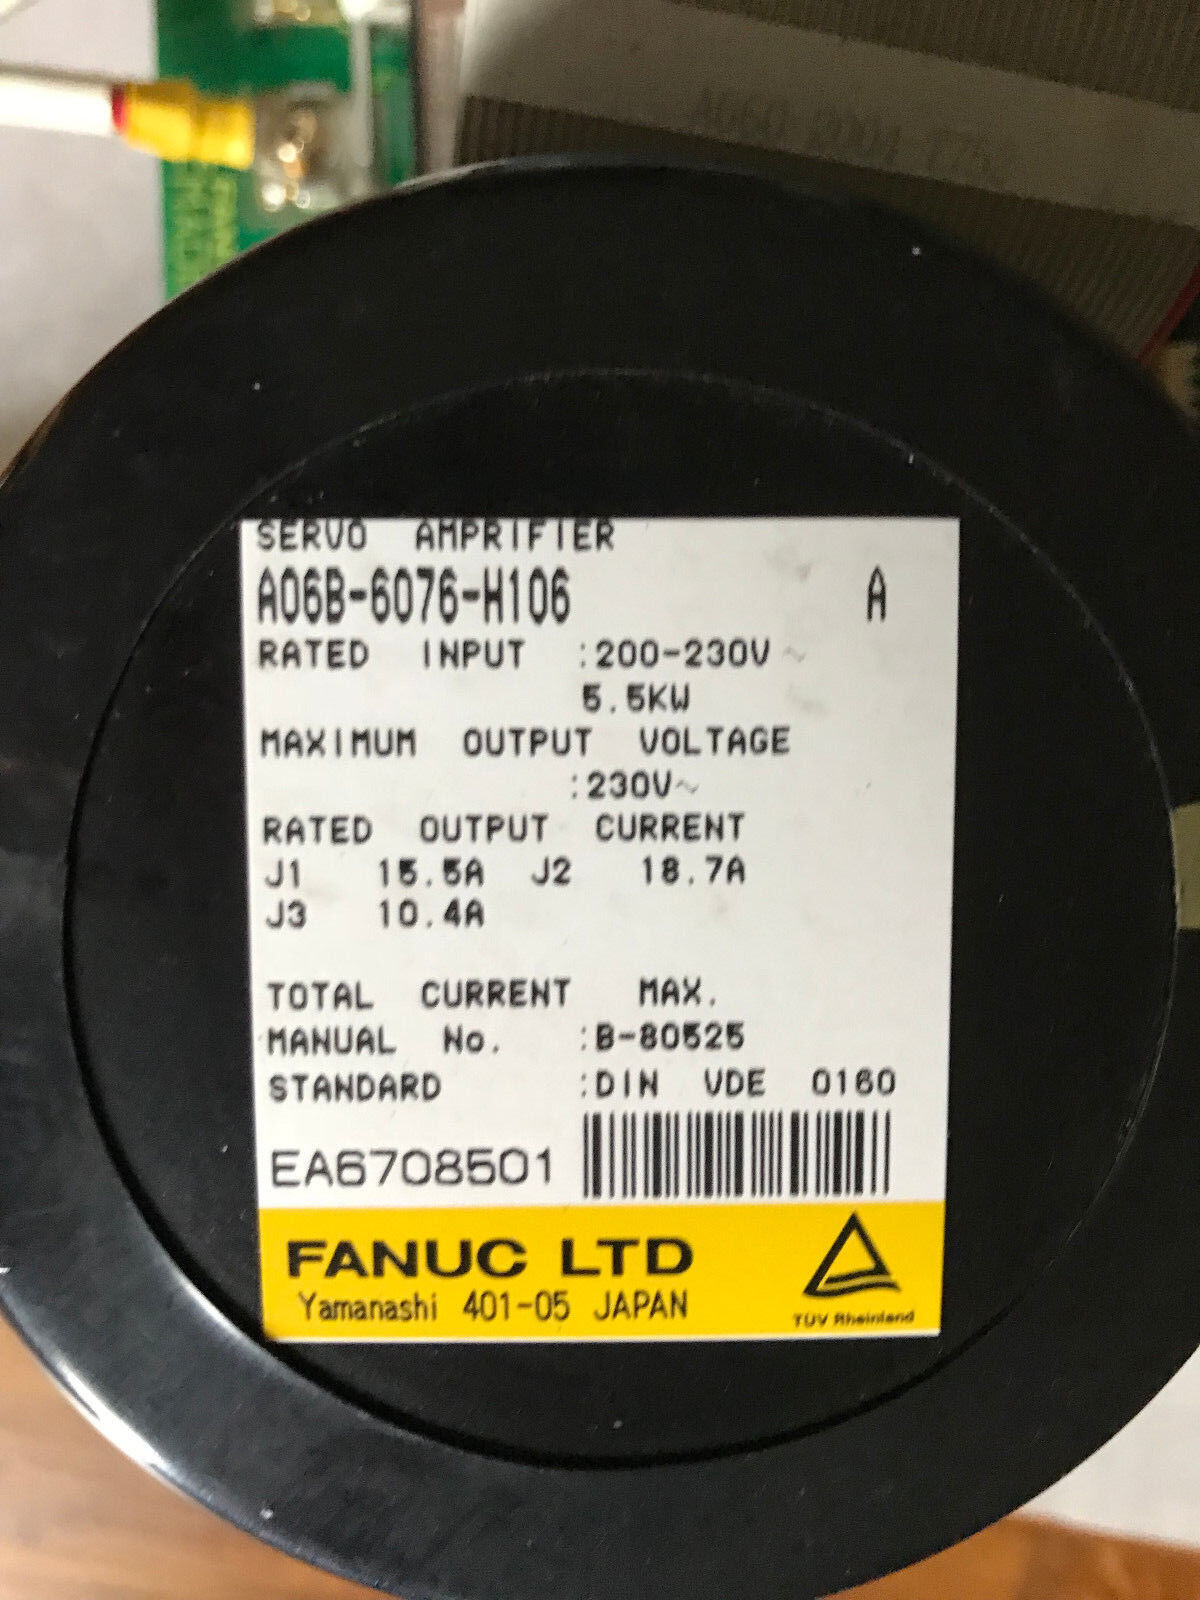 SERVO AMPRIFIER
A06B-6076-H106 A
RATED INPUT :200-230V~
5.5KW
MAXIMUM OUTPUT VOLTAGE
:230V~
RATED OUTPUT CURRENT
J1 15.5A J2 18.7A
J3 10.4A
TOTAL CURRENT MAX.
MANUAL No. :B-80525
STANDARD :DIN VDE 0160
EA6708501
FANUC LTD
Yamanashi 401-05 JAPAN
TÜV Rheinland